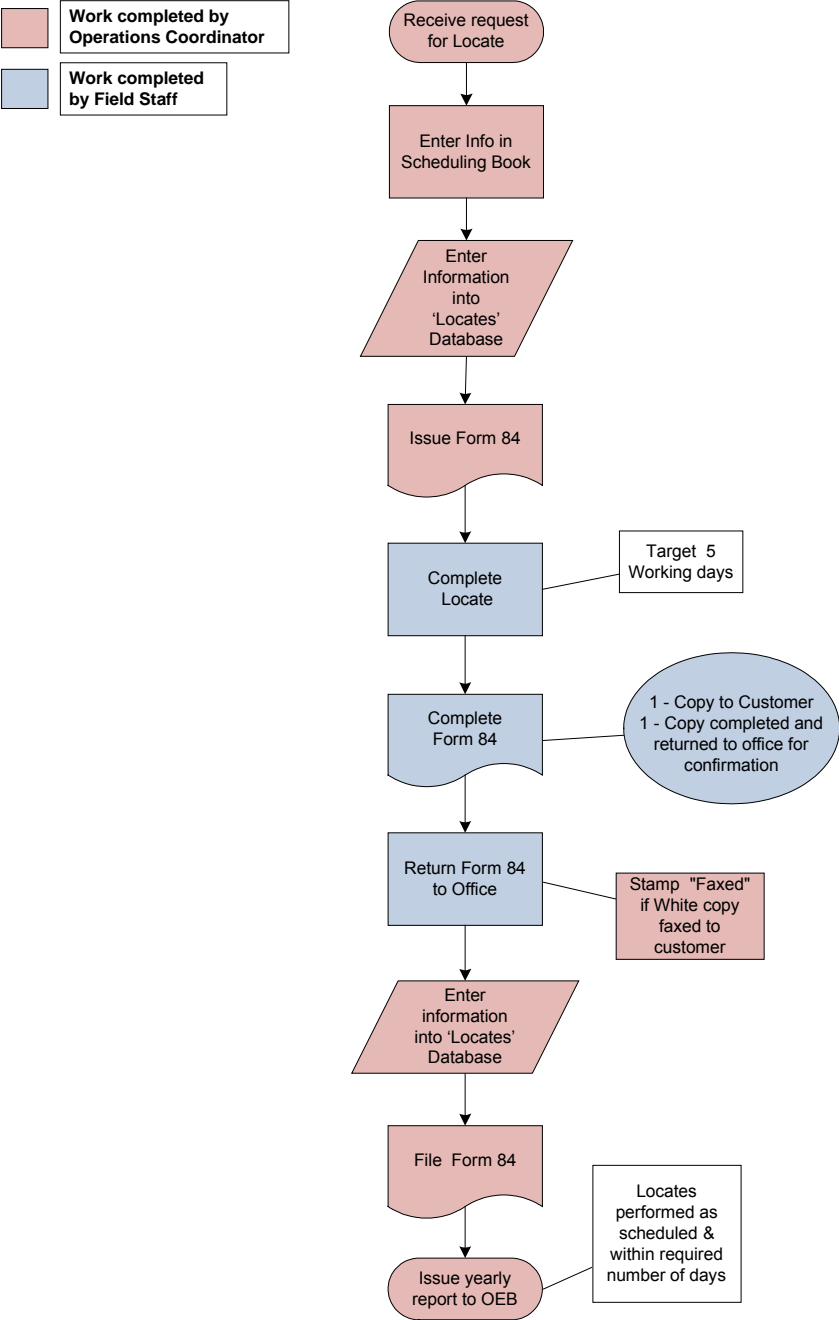 Work completed by
Operations Coordinator
Work completed
by Field Staff
Receive request
for Locate
Enter Info in
Scheduling Book
Enter
Information
into
‘Locates’
Database
Issue Form 84
Complete
Locate
Target 5
Working days
Complete
Form 84
1 - Copy to Customer
1 - Copy completed and
returned to office for
confirmation
Return Form 84
to Office
Stamp "Faxed"
if White copy
faxed to
customer
Enter
information
into ‘Locates’
Database
File Form 84
Locates
performed as
scheduled &
within required
number of days
Issue yearly
report to OEB